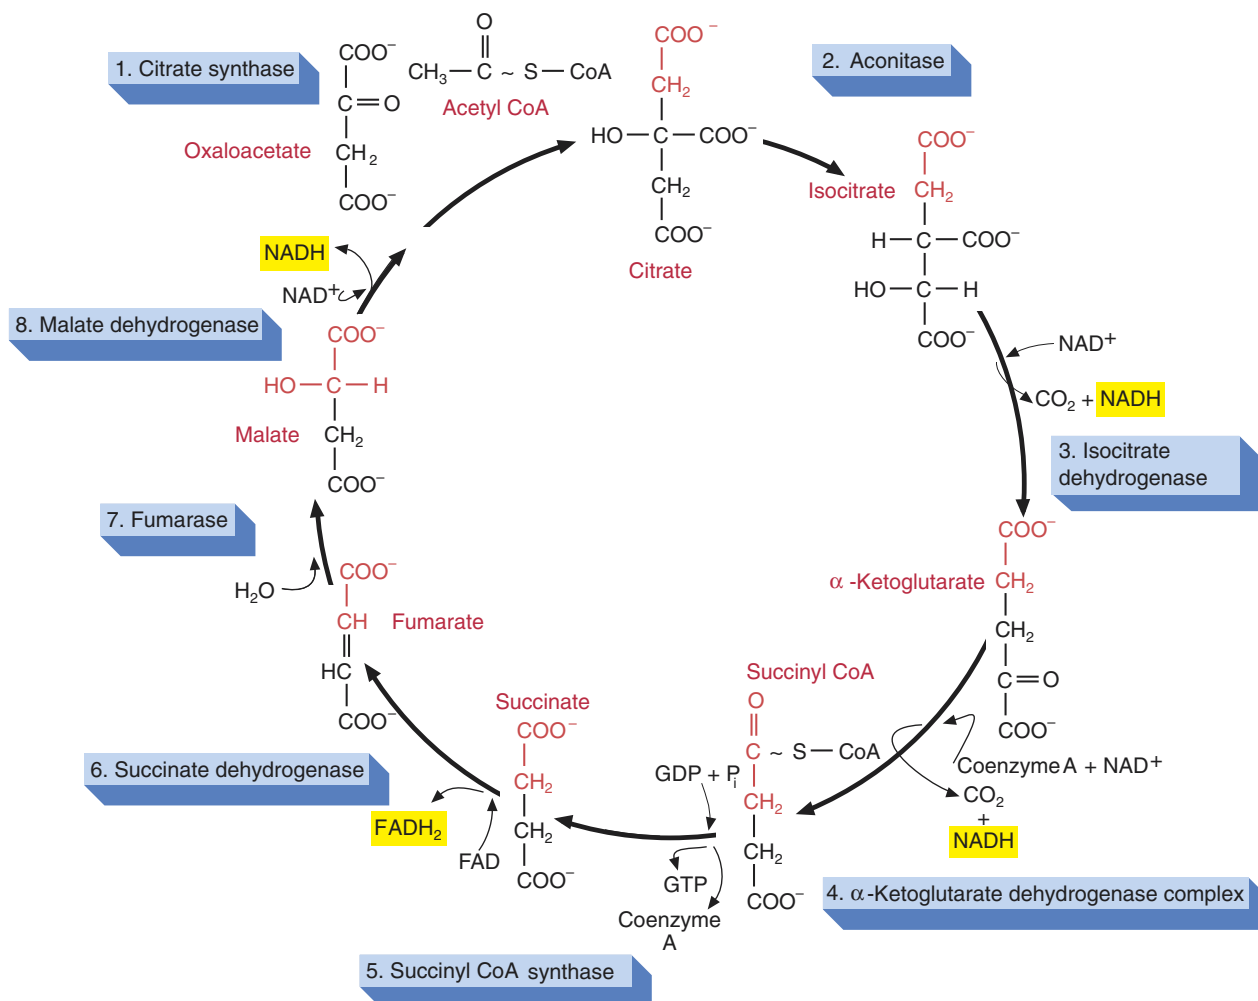 1. Citrate synthase
COO⁻
C=O
CH₂
COO⁻
Oxaloacetate
O
CH₃—C ~ S—CoA
Acetyl CoA
COO⁻
CH₂
HO—C—COO⁻
CH₂
COO⁻
Citrate
2. Aconitase
COO⁻
Isocitrate
CH₂
H—C—COO⁻
HO—C—H
COO⁻
NAD⁺
CO₂ + NADH
3. Isocitrate
dehydrogenase
COO⁻
α -Ketoglutarate
CH₂
CH₂
C=O
COO⁻
Coenzyme A + NAD⁺
CO₂
+
NADH
4. α-Ketoglutarate dehydrogenase complex
Succinyl CoA
O
C ~ S—CoA
CH₂
CH₂
COO⁻
GDP + Pᵢ
GTP
Coenzyme
A
5. Succinyl CoA synthase
Succinate
COO⁻
CH₂
CH₂
COO⁻
FAD
FADH₂
6. Succinate dehydrogenase
COO⁻
CH
Fumarate
HC
COO⁻
H₂O
7. Fumarase
COO⁻
HO—C—H
Malate
CH₂
COO⁻
8. Malate dehydrogenase
NAD⁺
NADH